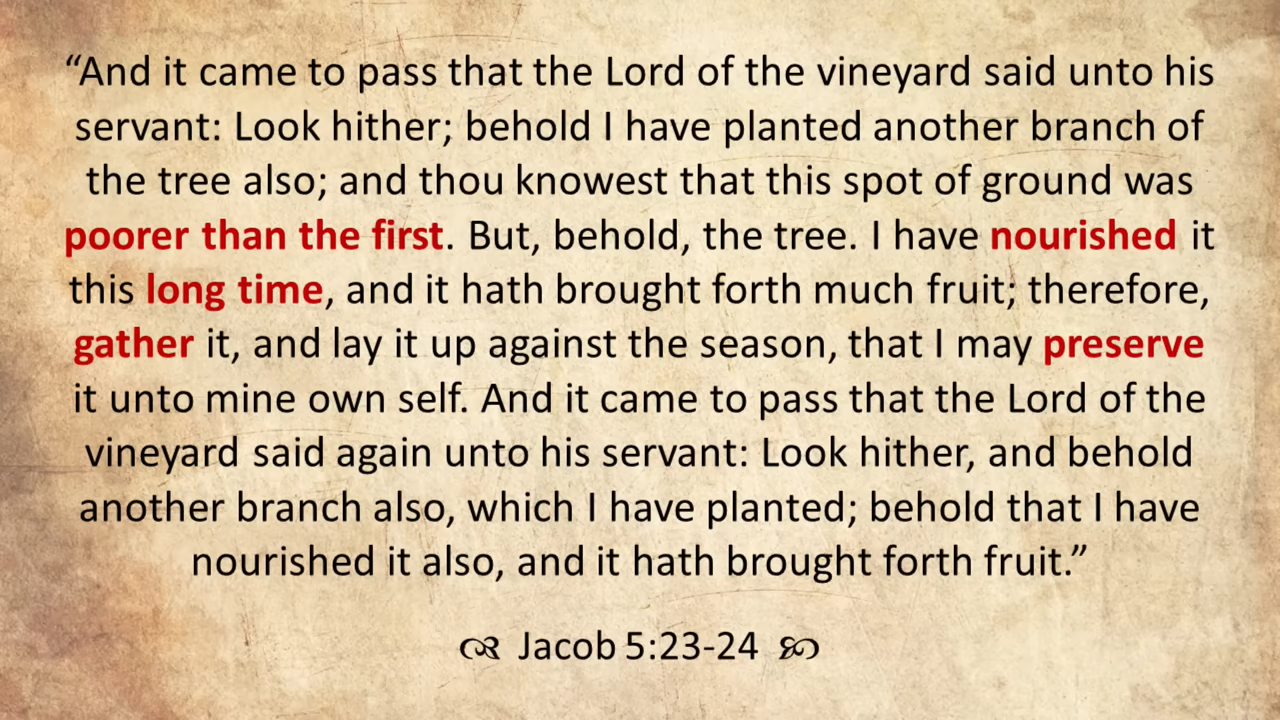 “And it came to pass that the Lord of the vineyard said unto his
servant: Look hither; behold I have planted another branch of
the tree also; and thou knowest that this spot of ground was
poorer than the first. But, behold, the tree. I have nourished it
this long time, and it hath brought forth much fruit; therefore,
gather it, and lay it up against the season, that I may preserve
it unto mine own self. And it came to pass that the Lord of the
vineyard said again unto his servant: Look hither, and behold
another branch also, which I have planted; behold that I have
nourished it also, and it hath brought forth fruit.”
Jacob 5:23-24